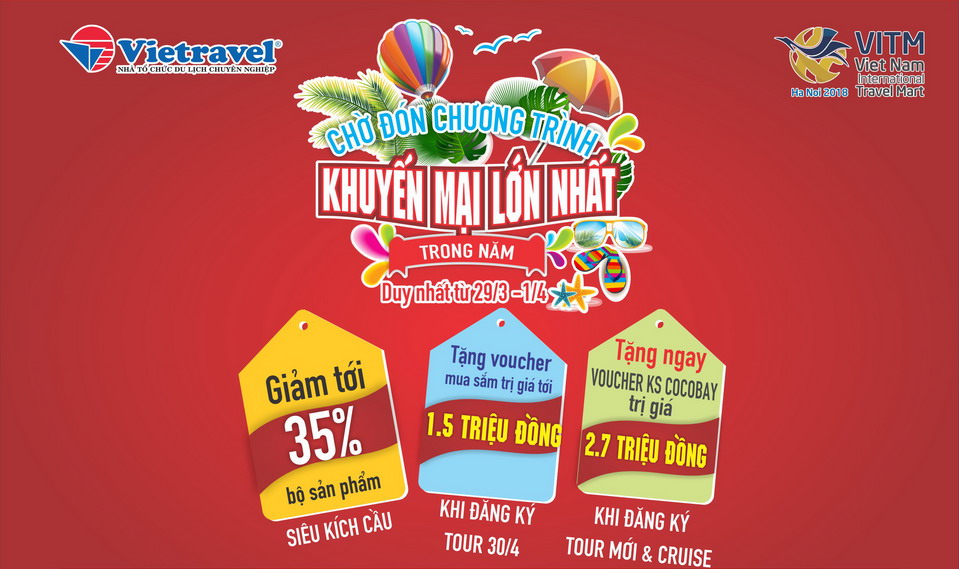 Vietravel®
NHÀ TỔ CHỨC DU LỊCH CHUYÊN NGHIỆP
VITM
Viet Nam
International
Travel Mart
Ha Noi 2018
CHỜ ĐÓN CHƯƠNG TRÌNH
KHUYẾN MẠI LỚN NHẤT
TRONG NĂM
Duy nhất từ 29/3 -1/4
Giảm tới
35%
bộ sản phẩm
SIÊU KÍCH CẦU
Tặng voucher
mua sắm trị giá tới
1.5 TRIỆU ĐỒNG
KHI ĐĂNG KÝ
TOUR 30/4
Tặng ngay
VOUCHER KS COCOBAY
trị giá
2.7 TRIỆU ĐỒNG
KHI ĐĂNG KÝ
TOUR MỚI & CRUISE